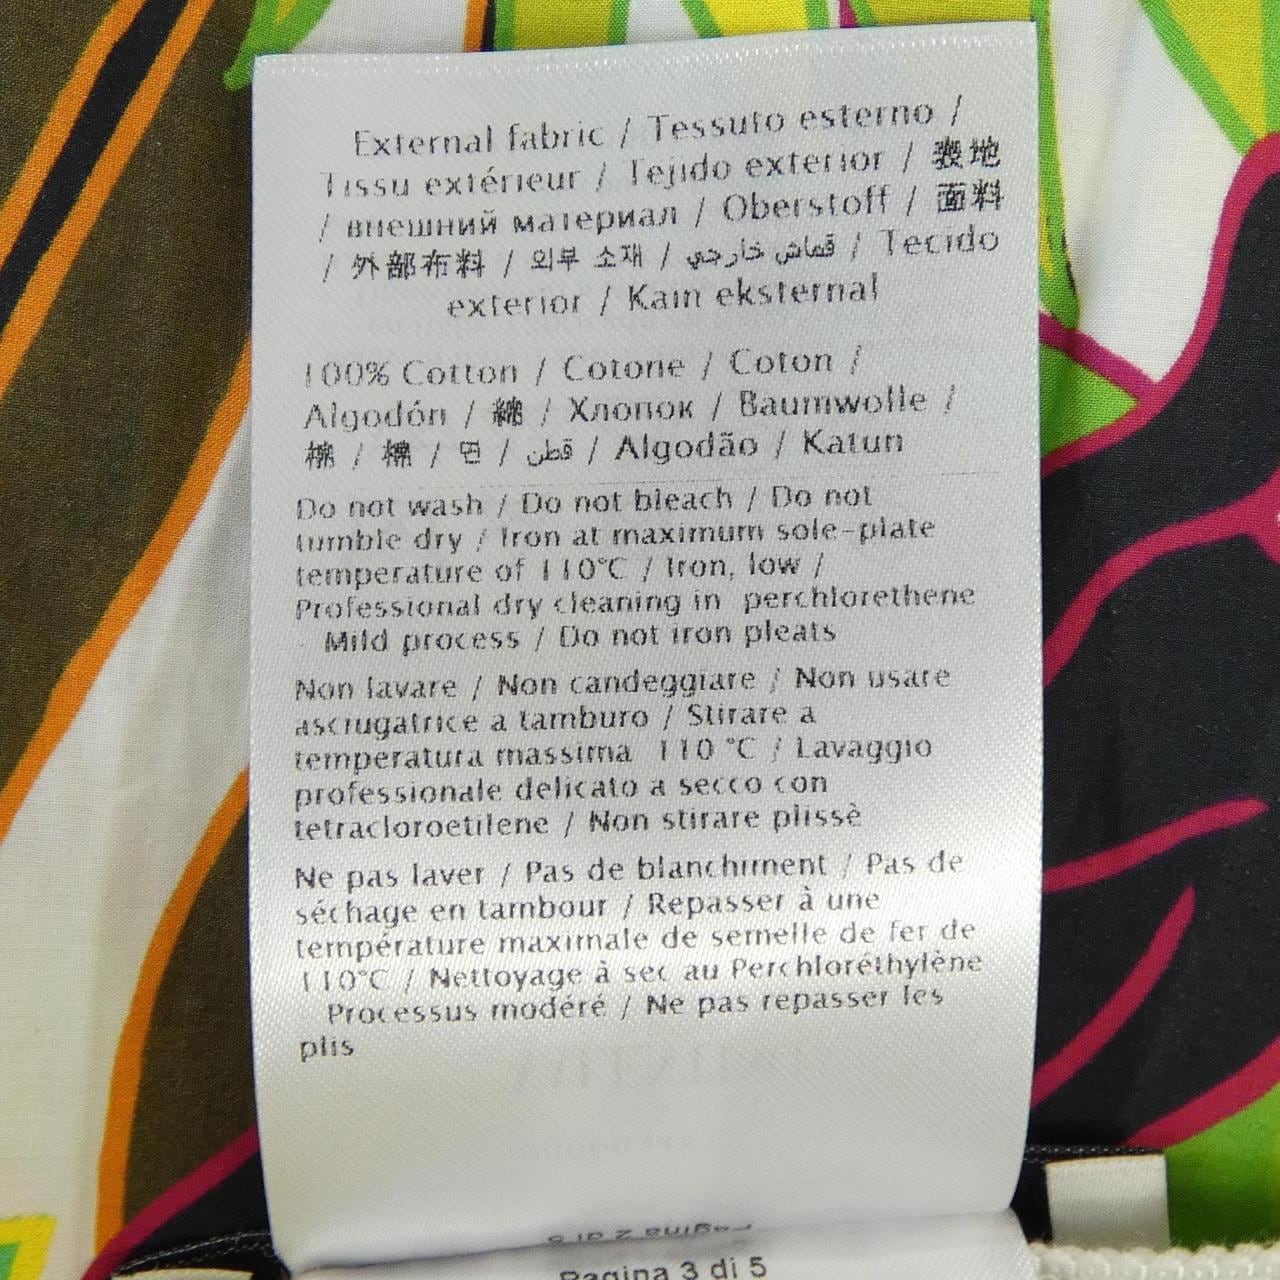 External fabric / Tessuto esterno /
Tissu extérieur / Tejido exterior / 表地
/ внешний материал / Oberstoff / 面料
/ 外部布料 / 외부 소재 / قماش خارجي / Tecido
exterior / Kain eksternal
100% Cotton / Cotone / Coton /
Algodón / 綿 / Хлопок / Baumwolle /
棉 / 棉 / 면 / قطن / Algodão / Katun
Do not wash / Do not bleach / Do not
tumble dry / Iron at maximum sole-plate
temperature of 110°C / Iron, low /
Professional dry cleaning in perchlorethene
- Mild process / Do not iron pleats
Non lavare / Non candeggiare / Non usare
asciugatrice a tamburo / Stirare a
temperatura massima 110 °C / Lavaggio
professionale delicato a secco con
tetracloroetilene / Non stirare plissè
Ne pas laver / Pas de blanchiment / Pas de
séchage en tambour / Repasser à une
température maximale de semelle de fer de
110°C / Nettoyage à sec au Perchloréthylène
- Processus modéré / Ne pas repasser les
plis
Pagina 2 di 5
Pagina 3 di 5